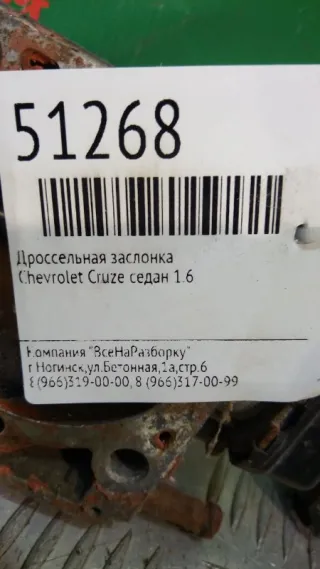 51268
Дроссельная заслонка
Chevrolet Cruze седан 1.6
Компания "ВсеНаРазборку"
г.Ногинск,ул.Бетонная,1а,стр.6
8(966)319-00-00, 8 (966)317-00-99